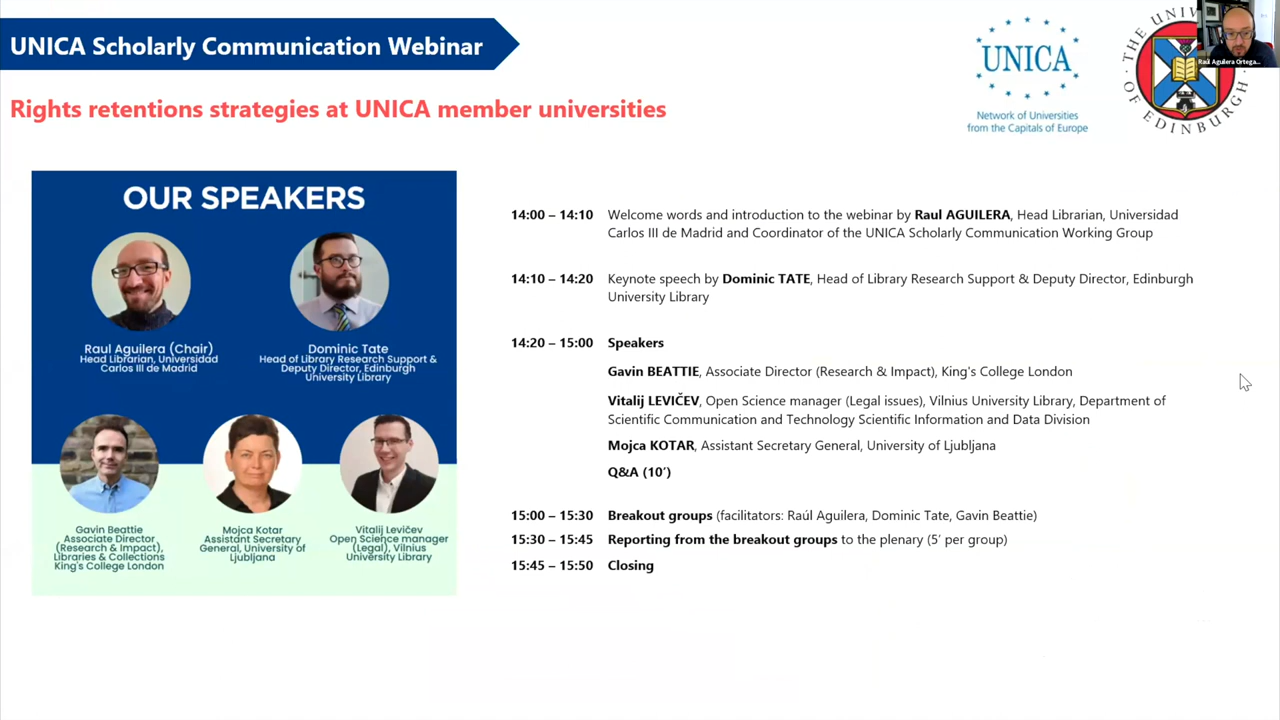 UNICA Scholarly Communication Webinar
Rights retentions strategies at UNICA member universities
UNICA
Network of Universities
from the Capitals of Europe
THE UNIVERSITY OF EDINBURGH
Raúl Aguilera Ortega...
OUR SPEAKERS
Raul Aguilera (Chair)
Head Librarian, Universidad
Carlos III de Madrid
Dominic Tate
Head of Library Research Support &
Deputy Director, Edinburgh
University Library
Gavin Beattie
Associate Director
(Research & Impact),
Libraries & Collections
King's College London
Mojca Kotar
Assistant Secretary
General, University of
Ljubljana
Vitalij Levičev
Open Science manager
(Legal), Vilnius
University Library
14:00 – 14:10 Welcome words and introduction to the webinar by Raul AGUILERA, Head Librarian, Universidad
Carlos III de Madrid and Coordinator of the UNICA Scholarly Communication Working Group
14:10 – 14:20 Keynote speech by Dominic TATE, Head of Library Research Support & Deputy Director, Edinburgh
University Library
14:20 – 15:00 Speakers
Gavin BEATTIE, Associate Director (Research & Impact), King's College London
Vitalij LEVIČEV, Open Science manager (Legal issues), Vilnius University Library, Department of
Scientific Communication and Technology Scientific Information and Data Division
Mojca KOTAR, Assistant Secretary General, University of Ljubljana
Q&A (10’)
15:00 – 15:30 Breakout groups (facilitators: Raúl Aguilera, Dominic Tate, Gavin Beattie)
15:30 – 15:45 Reporting from the breakout groups to the plenary (5’ per group)
15:45 – 15:50 Closing